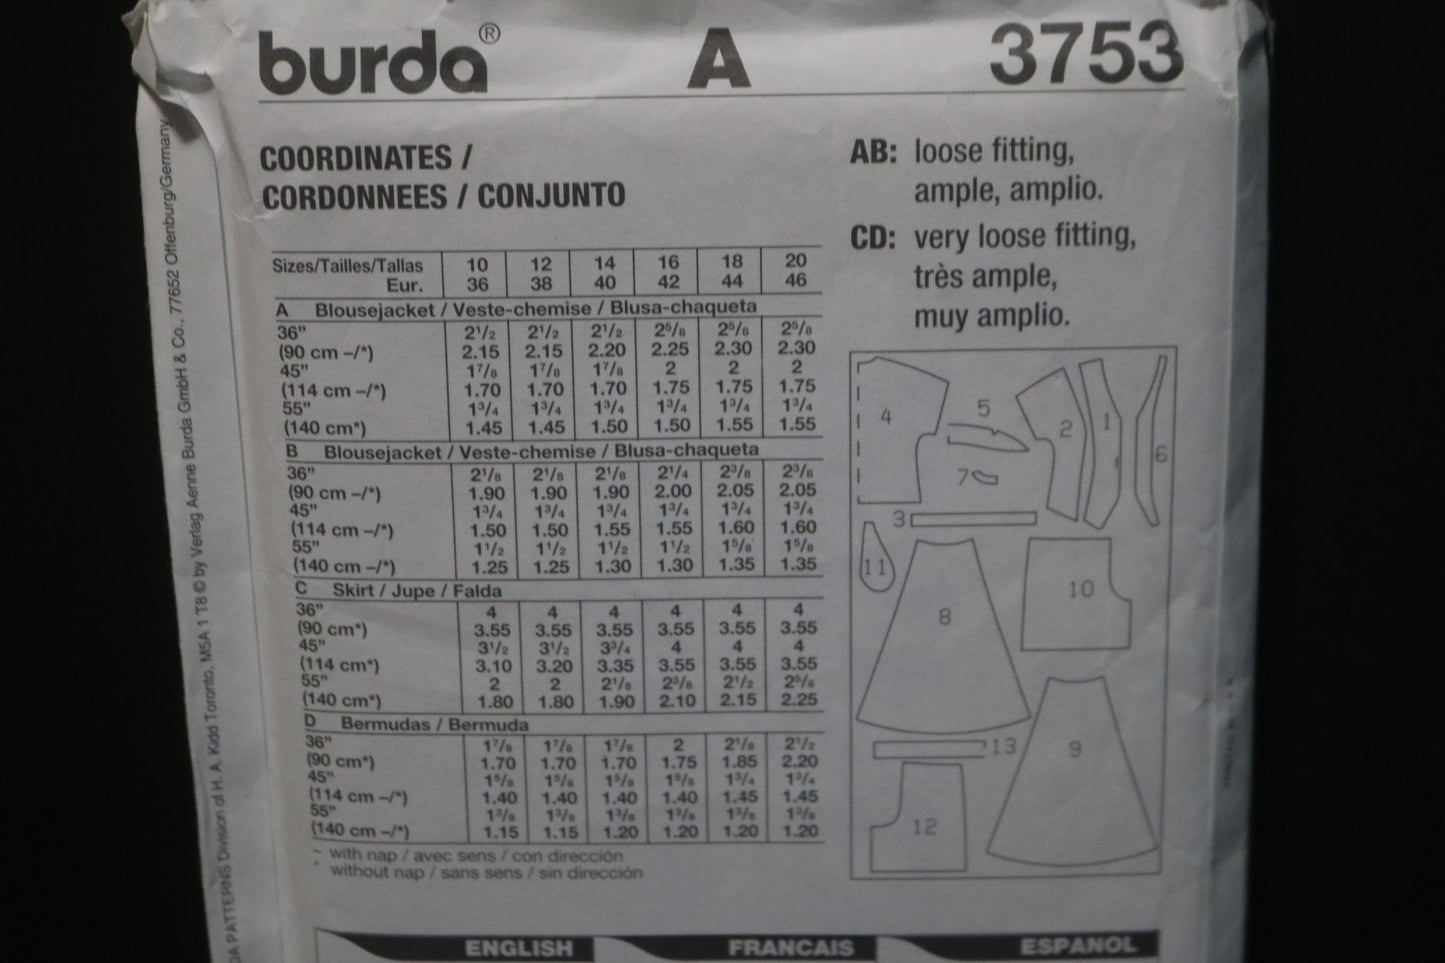 burda® A 3753
COORDINATES /
CORDONNEES / CONJUNTO
AB: loose fitting,
ample, amplio.
CD: very loose fitting,
très ample,
muy amplio.
Sizes/Tailles/Tallas 10 12 14 16 18 20
Eur. 36 38 40 42 44 46
A Blousejacket / Veste-chemise / Blusa-chaqueta
36" 2¹/₂ 2¹/₂ 2¹/₂ 2⁵/₈ 2⁵/₈ 2⁵/₈
(90 cm –/*) 2.15 2.15 2.20 2.25 2.30 2.30
45" 1⁷/₈ 1⁷/₈ 1⁷/₈ 2 2 2
(114 cm –/*) 1.70 1.70 1.70 1.75 1.75 1.75
55" 1³/₄ 1³/₄ 1³/₄ 1³/₄ 1³/₄ 1³/₄
(140 cm*) 1.45 1.45 1.50 1.50 1.55 1.55
B Blousejacket / Veste-chemise / Blusa-chaqueta
36" 2¹/₈ 2¹/₈ 2¹/₈ 2¹/₄ 2³/₈ 2³/₈
(90 cm –/*) 1.90 1.90 1.90 2.00 2.05 2.05
45" 1³/₄ 1³/₄ 1³/₄ 1³/₄ 1³/₄ 1³/₄
(114 cm –/*) 1.50 1.50 1.55 1.55 1.60 1.60
55" 1¹/₂ 1¹/₂ 1¹/₂ 1¹/₂ 1⁵/₈ 1⁵/₈
(140 cm –/*) 1.25 1.25 1.30 1.30 1.35 1.35
C Skirt / Jupe / Falda
36" 4 4 4 4 4 4
(90 cm*) 3.55 3.55 3.55 3.55 3.55 3.55
45" 3¹/₂ 3¹/₂ 3³/₄ 4 4 4
(114 cm*) 3.10 3.20 3.35 3.55 3.55 3.55
55" 2 2 2¹/₈ 2³/₈ 2¹/₂ 2⁵/₈
(140 cm*) 1.80 1.80 1.90 2.10 2.15 2.25
D Bermudas / Bermuda
36" 1⁷/₈ 1⁷/₈ 1⁷/₈ 2 2¹/₈ 2¹/₂
(90 cm*) 1.70 1.70 1.70 1.75 1.85 2.20
45" 1⁵/₈ 1⁵/₈ 1⁵/₈ 1⁵/₈ 1³/₄ 1³/₄
(114 cm –/*) 1.40 1.40 1.40 1.40 1.45 1.45
55" 1³/₈ 1³/₈ 1³/₈ 1³/₈ 1³/₈ 1³/₈
(140 cm –/*) 1.15 1.15 1.20 1.20 1.20 1.20
– with nap / avec sens / con dirección
* without nap / sans sens / sin dirección
4 5 2 1 6
7
3
11 8 10
13 9
12
ENGLISH FRANCAIS ESPANOL
PATTERNS Division of H. A. Kidd Toronto, M5A 1 T8 © by Verlag Aenne Burda GmbH & Co., 77652 Offenburg/Germany